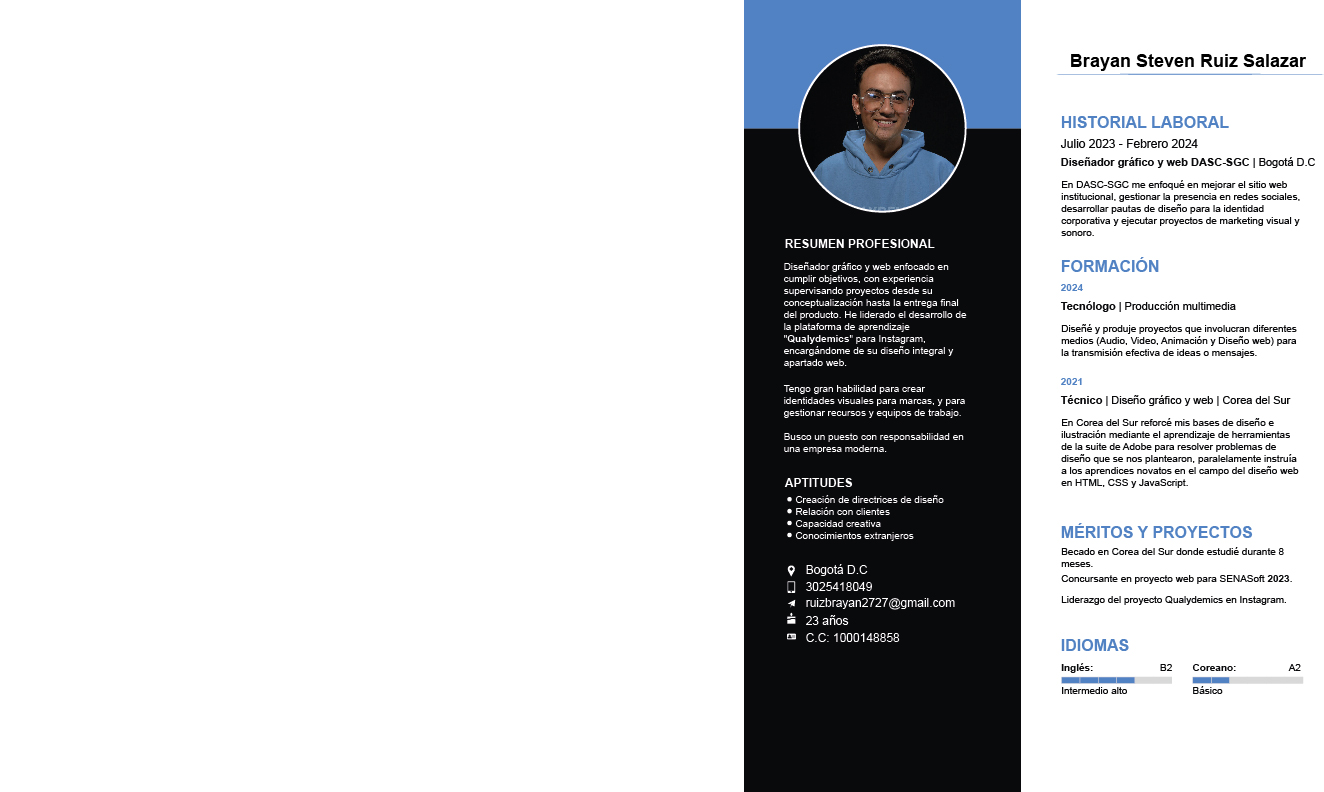 RESUMEN PROFESIONAL
Diseñador gráfico y web enfocado en
cumplir objetivos, con experiencia
supervisando proyectos desde su
conceptualización hasta la entrega final
del producto. He liderado el desarrollo de
la plataforma de aprendizaje
"Qualydemics" para Instagram,
encargándome de su diseño integral y
apartado web.
Tengo gran habilidad para crear
identidades visuales para marcas, y para
gestionar recursos y equipos de trabajo.
Busco un puesto con responsabilidad en
una empresa moderna.
APTITUDES
Creación de directrices de diseño
Relación con clientes
Capacidad creativa
Conocimientos extranjeros
Bogotá D.C
3025418049
ruizbrayan2727@gmail.com
23 años
C.C: 1000148858
Brayan Steven Ruiz Salazar
HISTORIAL LABORAL
Julio 2023 - Febrero 2024
Diseñador gráfico y web DASC-SGC | Bogotá D.C
En DASC-SGC me enfoqué en mejorar el sitio web
institucional, gestionar la presencia en redes sociales,
desarrollar pautas de diseño para la identidad
corporativa y ejecutar proyectos de marketing visual y
sonoro.
FORMACIÓN
2024
Tecnólogo | Producción multimedia
Diseñé y produje proyectos que involucran diferentes
medios (Audio, Video, Animación y Diseño web) para
la transmisión efectiva de ideas o mensajes.
2021
Técnico | Diseño gráfico y web | Corea del Sur
En Corea del Sur reforcé mis bases de diseño e
ilustración mediante el aprendizaje de herramientas
de la suite de Adobe para resolver problemas de
diseño que se nos plantearon, paralelamente instruía
a los aprendices novatos en el campo del diseño web
en HTML, CSS y JavaScript.
MÉRITOS Y PROYECTOS
Becado en Corea del Sur donde estudié durante 8
meses.
Concursante en proyecto web para SENASoft 2023.
Liderazgo del proyecto Qualydemics en Instagram.
IDIOMAS
Inglés: B2
Intermedio alto
Coreano: A2
Básico